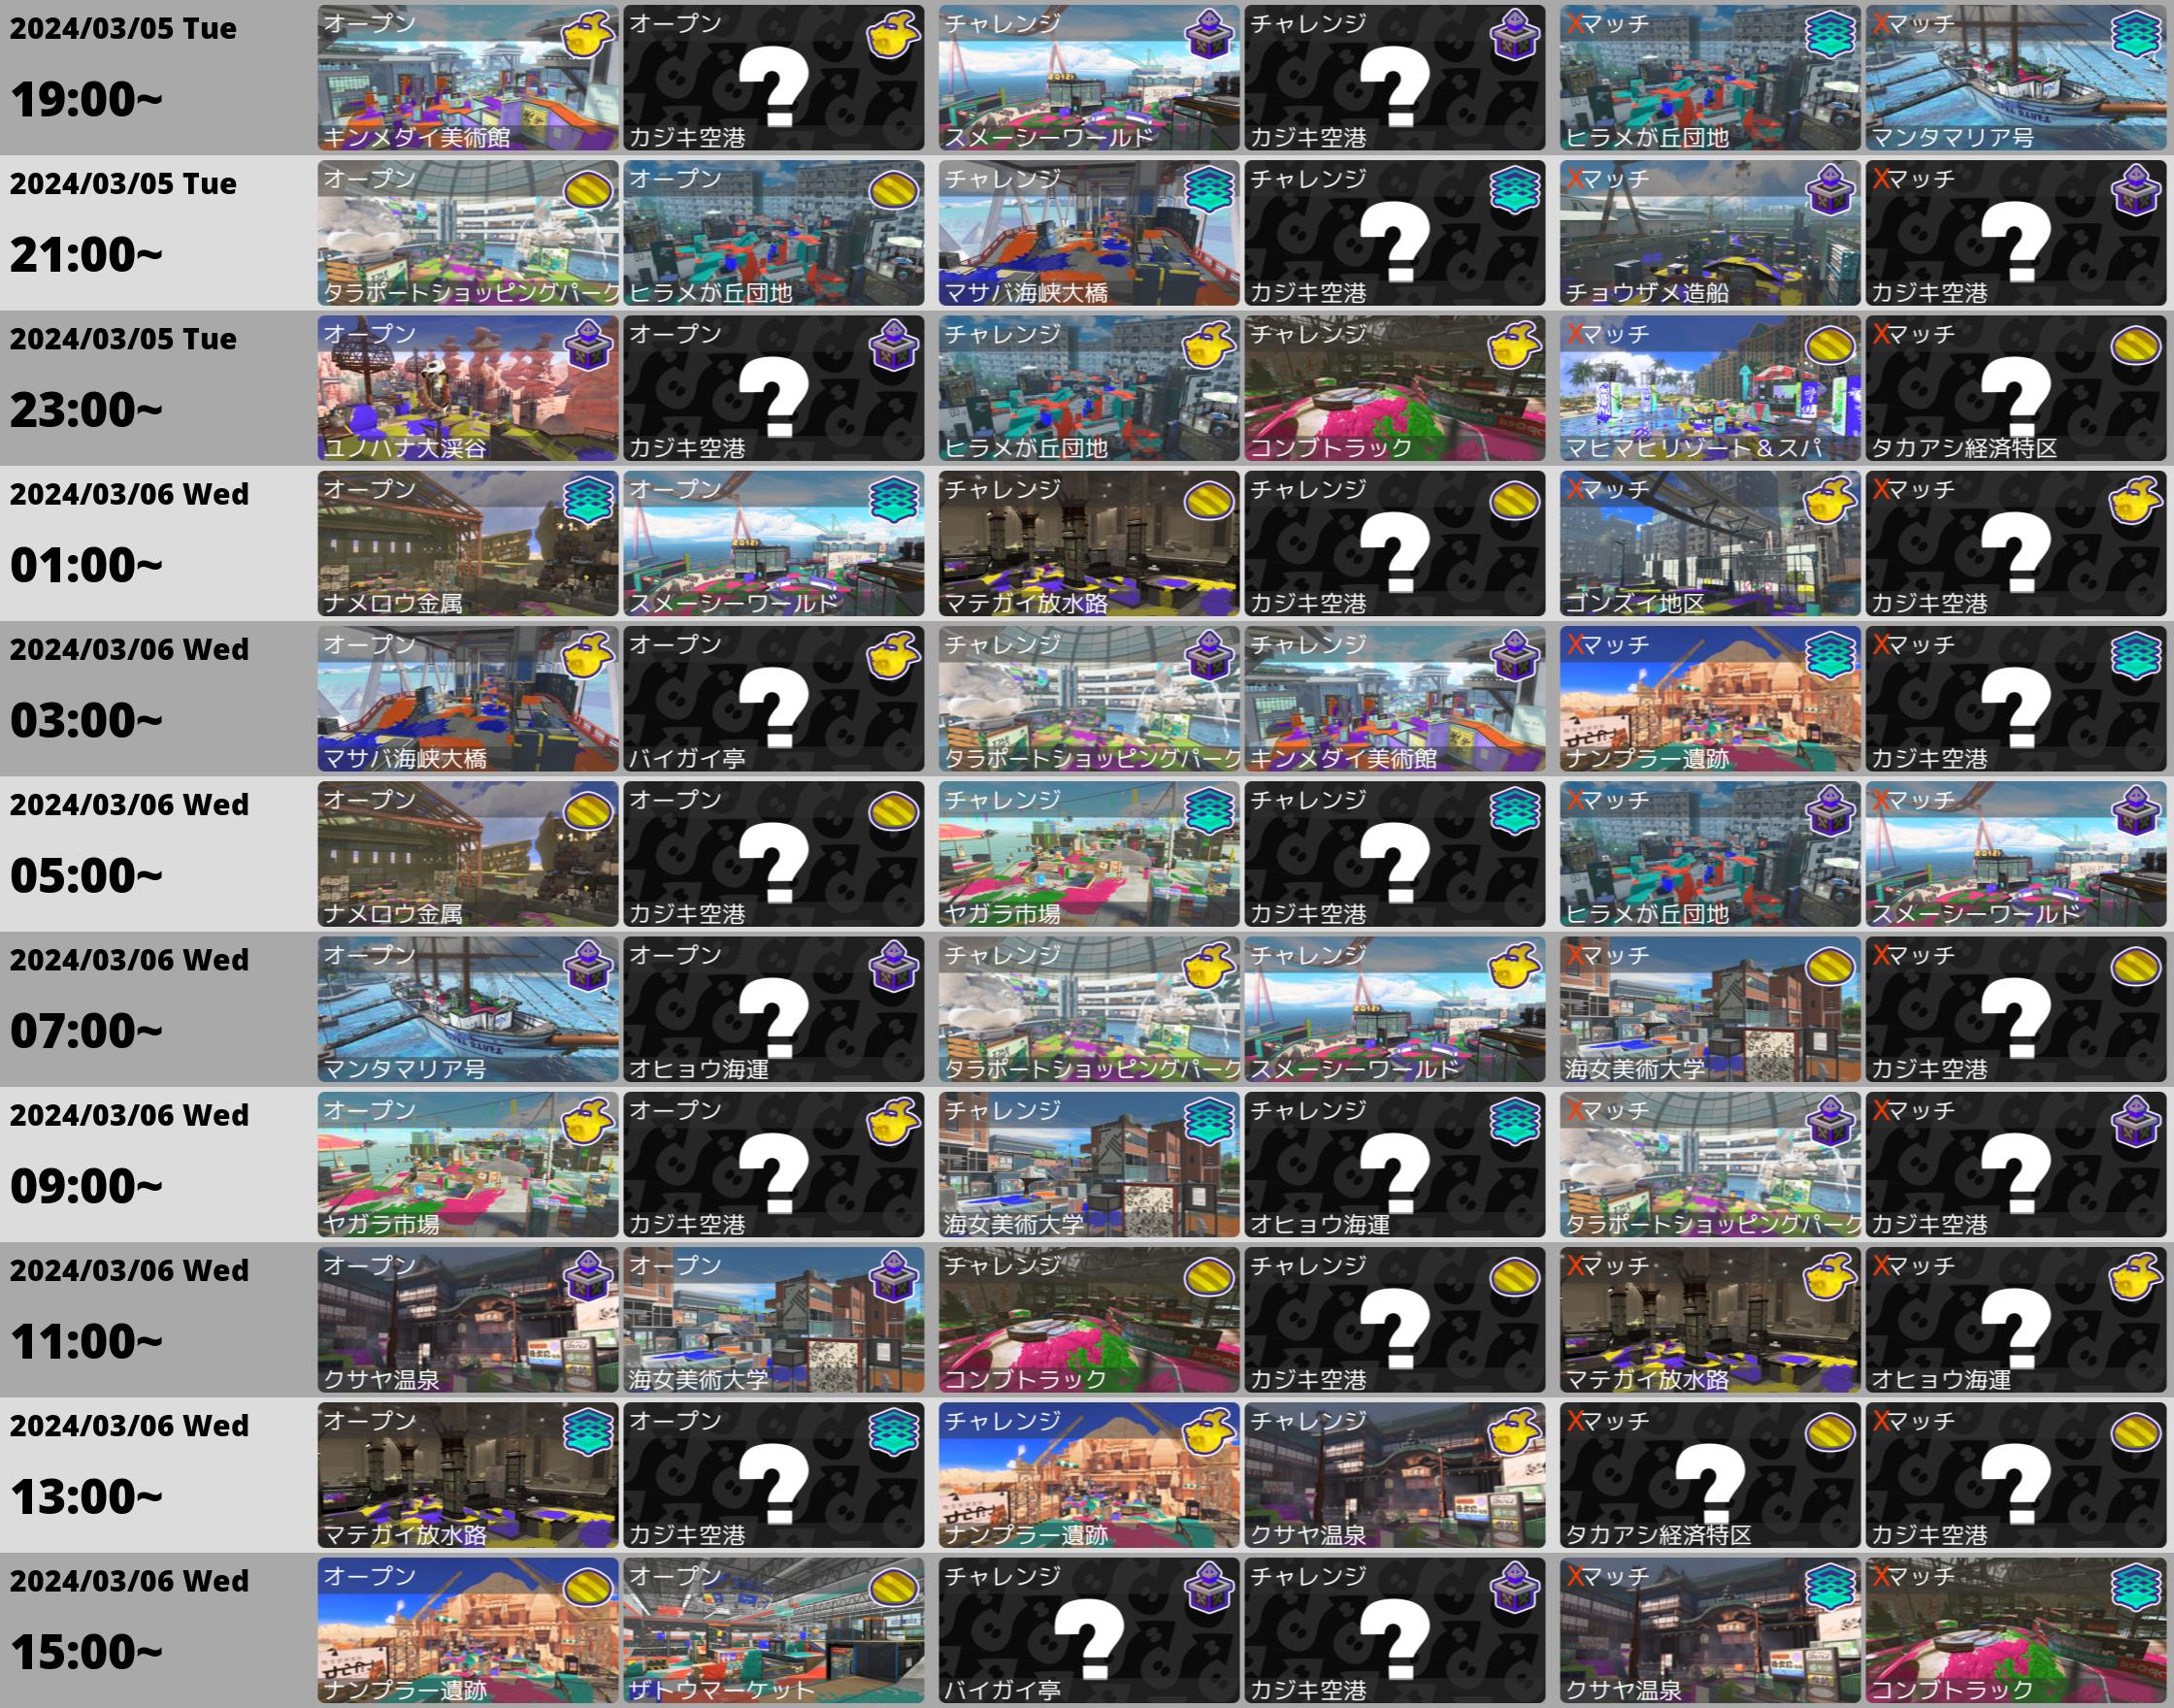 2024/03/05 Tue
19:00~
オープン
キンメダイ美術館
オープン
カジキ空港
チャレンジ
スメーシーワールド
チャレンジ
カジキ空港
Xマッチ
ヒラメが丘団地
Xマッチ
マンタマリア号
2024/03/05 Tue
21:00~
オープン
タラポートショッピングパーク
オープン
ヒラメが丘団地
チャレンジ
マサバ海峡大橋
チャレンジ
カジキ空港
Xマッチ
チョウザメ造船
Xマッチ
カジキ空港
2024/03/05 Tue
23:00~
オープン
ユノハナ大渓谷
オープン
カジキ空港
チャレンジ
ヒラメが丘団地
チャレンジ
コンブトラック
Xマッチ
マヒマヒリゾート&スパ
Xマッチ
タカアシ経済特区
2024/03/06 Wed
01:00~
オープン
ナメロウ金属
オープン
スメーシーワールド
チャレンジ
マテガイ放水路
チャレンジ
カジキ空港
Xマッチ
ゴンズイ地区
Xマッチ
カジキ空港
2024/03/06 Wed
03:00~
オープン
マサバ海峡大橋
オープン
バイガイ亭
チャレンジ
タラポートショッピングパーク
チャレンジ
キンメダイ美術館
Xマッチ
ナンプラー遺跡
Xマッチ
カジキ空港
2024/03/06 Wed
05:00~
オープン
ナメロウ金属
オープン
カジキ空港
チャレンジ
ヤガラ市場
チャレンジ
カジキ空港
Xマッチ
ヒラメが丘団地
Xマッチ
スメーシーワールド
2024/03/06 Wed
07:00~
オープン
マンタマリア号
オープン
オヒョウ海運
チャレンジ
タラポートショッピングパーク
チャレンジ
スメーシーワールド
Xマッチ
海女美術大学
Xマッチ
カジキ空港
2024/03/06 Wed
09:00~
オープン
ヤガラ市場
オープン
カジキ空港
チャレンジ
海女美術大学
チャレンジ
オヒョウ海運
Xマッチ
タラポートショッピングパーク
Xマッチ
カジキ空港
2024/03/06 Wed
11:00~
オープン
クサヤ温泉
オープン
海女美術大学
チャレンジ
コンブトラック
チャレンジ
カジキ空港
Xマッチ
マテガイ放水路
Xマッチ
オヒョウ海運
2024/03/06 Wed
13:00~
オープン
マテガイ放水路
オープン
カジキ空港
チャレンジ
ナンプラー遺跡
チャレンジ
クサヤ温泉
Xマッチ
タカアシ経済特区
Xマッチ
カジキ空港
2024/03/06 Wed
15:00~
オープン
ナンプラー遺跡
オープン
ザトウマーケット
チャレンジ
バイガイ亭
チャレンジ
カジキ空港
Xマッチ
クサヤ温泉
Xマッチ
コンブトラック